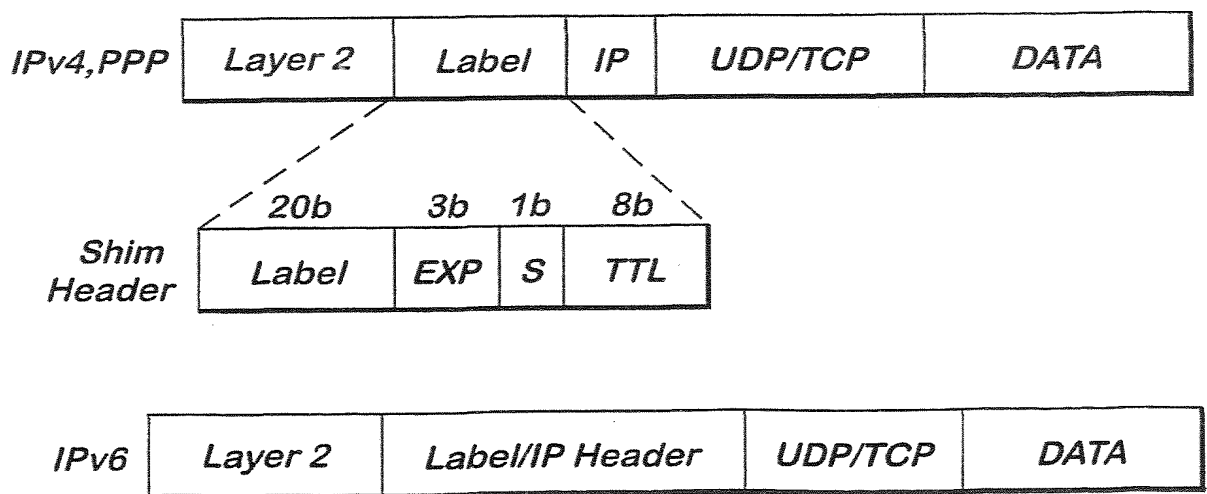 IPv4,PPP Layer 2 Label IP UDP/TCP DATA
20b 3b 1b 8b
Shim
Header
Label EXP S TTL
IPv6 Layer 2 Label/IP Header UDP/TCP DATA